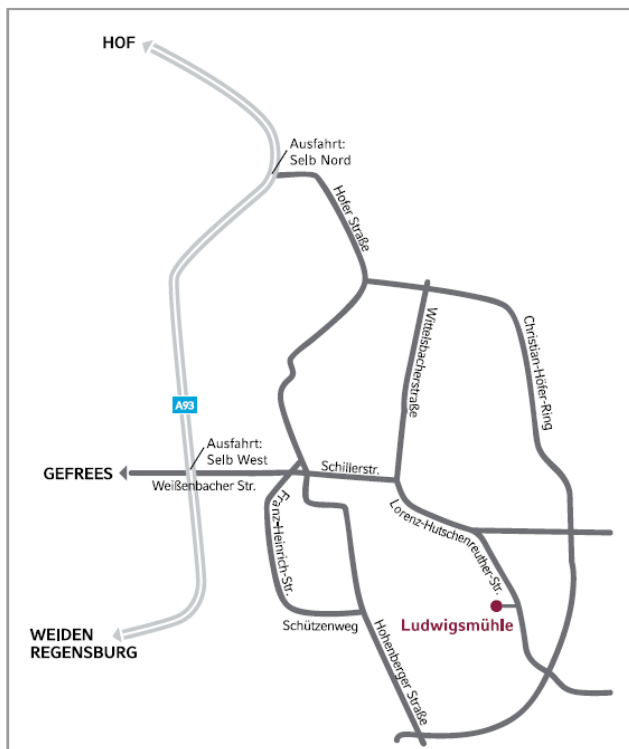 HOF
Ausfahrt:
Selb Nord
Hofer Straße
Wittelsbacherstraße
Christian-Höfer-Ring
A93
Ausfahrt:
Selb West
GEFREES
Weißenbacher Str.
Schillerstr.
Franz-Heinrich-Str.
Lorenz-Hutschenreuther-Str.
Ludwigsmühle
Schützenweg
Hohenberger Straße
WEIDEN
REGENSBURG